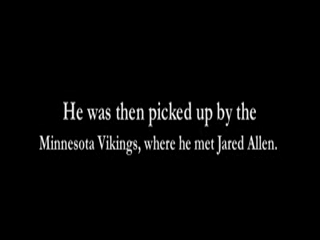 He was then picked up by the
Minnesota Vikings, where he met Jared Allen.